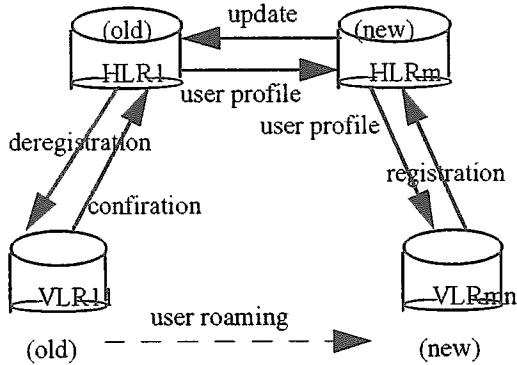 update
(old)
(new)
HLR1
HLRm
user profile
user profile
deregistration
registration
confiration
VLR11
VLRmn
user roaming
(old)
(new)